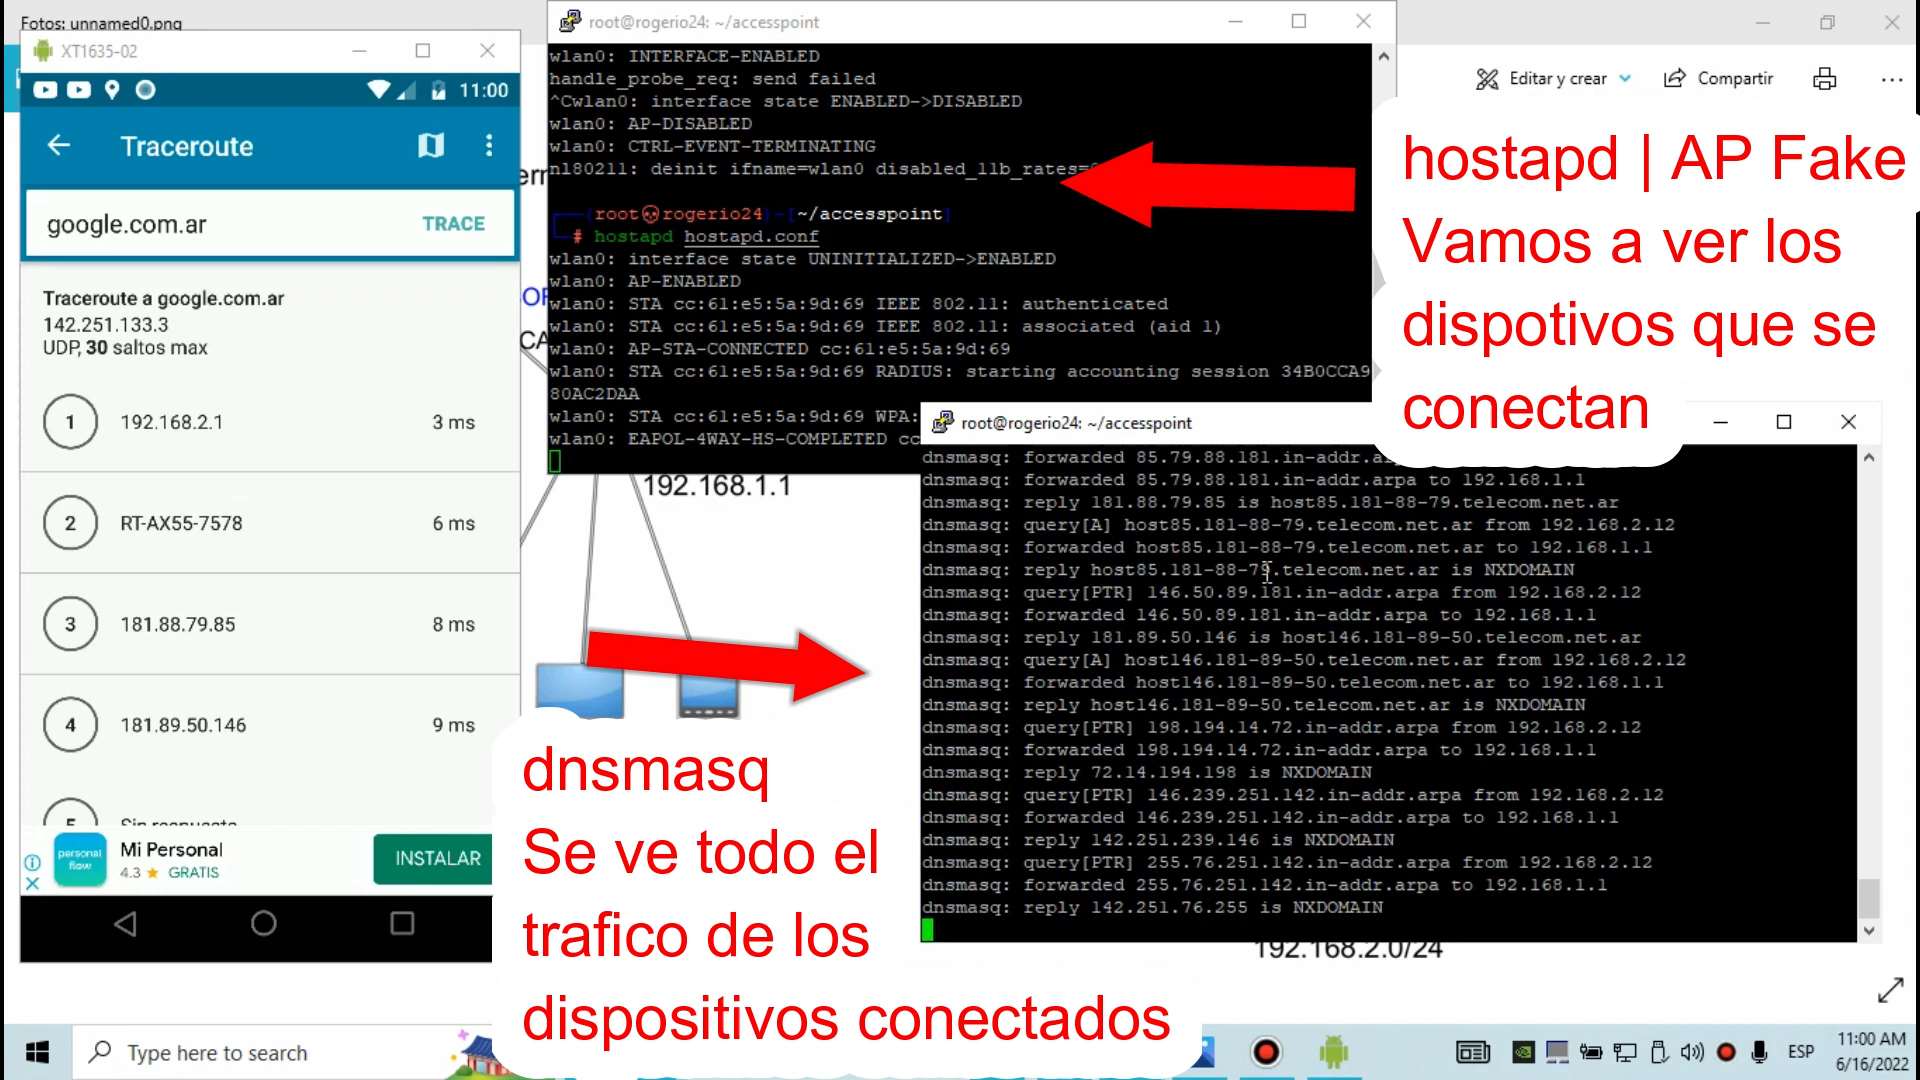 Fotos: unnamed0.png
XT1635-02
11:00
Traceroute
google.com.ar
TRACE
Traceroute a google.com.ar
142.251.133.3
UDP, 30 saltos max
1 192.168.2.1 3 ms
2 RT-AX55-7578 6 ms
3 181.88.79.85 8 ms
4 181.89.50.146 9 ms
5 Sin respuesta
personal flow
Mi Personal
4.3 ★ GRATIS
INSTALAR
root@rogerio24: ~/accesspoint
wlan0: INTERFACE-ENABLED
handle_probe_req: send failed
^Cwlan0: interface state ENABLED->DISABLED
wlan0: AP-DISABLED
wlan0: CTRL-EVENT-TERMINATING
nl80211: deinit ifname=wlan0 disabled_11b_rates=
(root💀rogerio24)-[~/accesspoint]
# hostapd hostapd.conf
wlan0: interface state UNINITIALIZED->ENABLED
wlan0: AP-ENABLED
wlan0: STA cc:61:e5:5a:9d:69 IEEE 802.11: authenticated
wlan0: STA cc:61:e5:5a:9d:69 IEEE 802.11: associated (aid 1)
wlan0: AP-STA-CONNECTED cc:61:e5:5a:9d:69
wlan0: STA cc:61:e5:5a:9d:69 RADIUS: starting accounting session 34B0CCA9
80AC2DAA
wlan0: STA cc:61:e5:5a:9d:69 WPA:
wlan0: EAPOL-4WAY-HS-COMPLETED cc
192.168.1.1
Editar y crear
Compartir
hostapd | AP Fake
Vamos a ver los
dispotivos que se
conectan
root@rogerio24: ~/accesspoint
dnsmasq: forwarded 85.79.88.181.in-addr.a
dnsmasq: forwarded 85.79.88.181.in-addr.arpa to 192.168.1.1
dnsmasq: reply 181.88.79.85 is host85.181-88-79.telecom.net.ar
dnsmasq: query[A] host85.181-88-79.telecom.net.ar from 192.168.2.12
dnsmasq: forwarded host85.181-88-79.telecom.net.ar to 192.168.1.1
dnsmasq: reply host85.181-88-79.telecom.net.ar is NXDOMAIN
dnsmasq: query[PTR] 146.50.89.181.in-addr.arpa from 192.168.2.12
dnsmasq: forwarded 146.50.89.181.in-addr.arpa to 192.168.1.1
dnsmasq: reply 181.89.50.146 is host146.181-89-50.telecom.net.ar
dnsmasq: query[A] host146.181-89-50.telecom.net.ar from 192.168.2.12
dnsmasq: forwarded host146.181-89-50.telecom.net.ar to 192.168.1.1
dnsmasq: reply host146.181-89-50.telecom.net.ar is NXDOMAIN
dnsmasq: query[PTR] 198.194.14.72.in-addr.arpa from 192.168.2.12
dnsmasq: forwarded 198.194.14.72.in-addr.arpa to 192.168.1.1
dnsmasq: reply 72.14.194.198 is NXDOMAIN
dnsmasq: query[PTR] 146.239.251.142.in-addr.arpa from 192.168.2.12
dnsmasq: forwarded 146.239.251.142.in-addr.arpa to 192.168.1.1
dnsmasq: reply 142.251.239.146 is NXDOMAIN
dnsmasq: query[PTR] 255.76.251.142.in-addr.arpa from 192.168.2.12
dnsmasq: forwarded 255.76.251.142.in-addr.arpa to 192.168.1.1
dnsmasq: reply 142.251.76.255 is NXDOMAIN
192.168.2.0/24
dnsmasq
Se ve todo el
trafico de los
dispositivos conectados
Type here to search
ESP
11:00 AM
6/16/2022